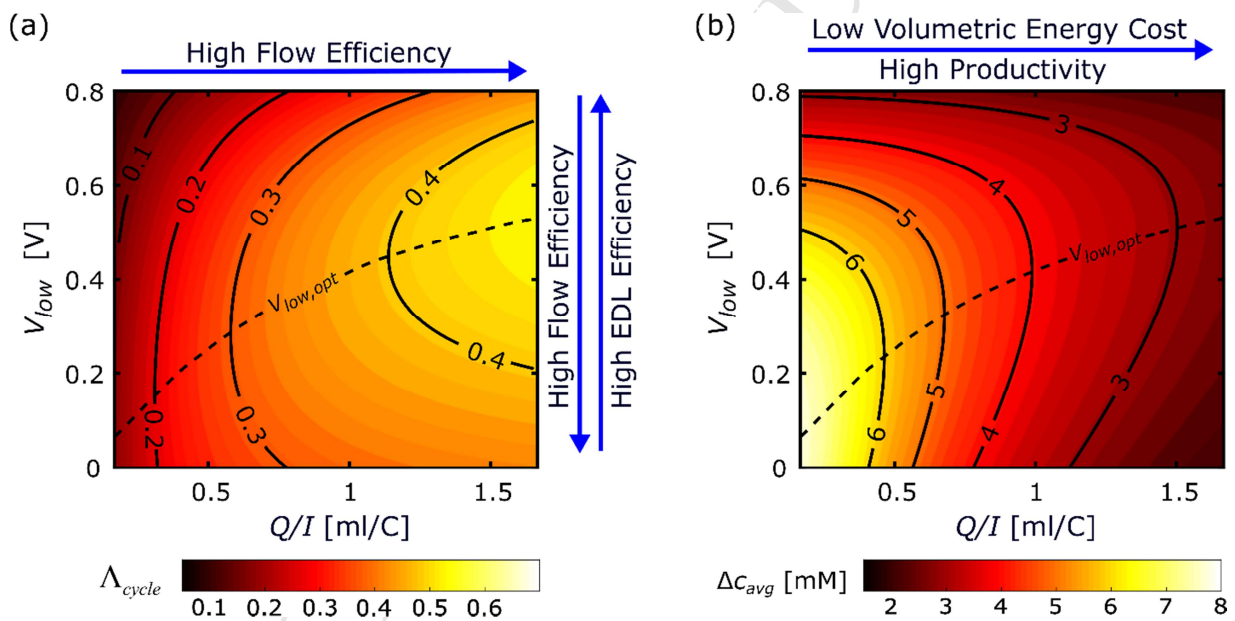 (a)
High Flow Efficiency
0.8
0.6
0.4
0.2
0
V_low [V]
0.1
0.2
0.3
0.4
V_low,opt
0.4
0.2
0.3
0.5
1
1.5
Q/I [ml/C]
High Flow Efficiency
High EDL Efficiency
Λ_cycle
0.1 0.2 0.3 0.4 0.5 0.6
(b)
Low Volumetric Energy Cost
High Productivity
0.8
0.6
0.4
0.2
0
V_low [V]
3
4
5
6
V_low,opt
3
4
5
6
0.5
1
1.5
Q/I [ml/C]
Δc_avg [mM]
2 3 4 5 6 7 8